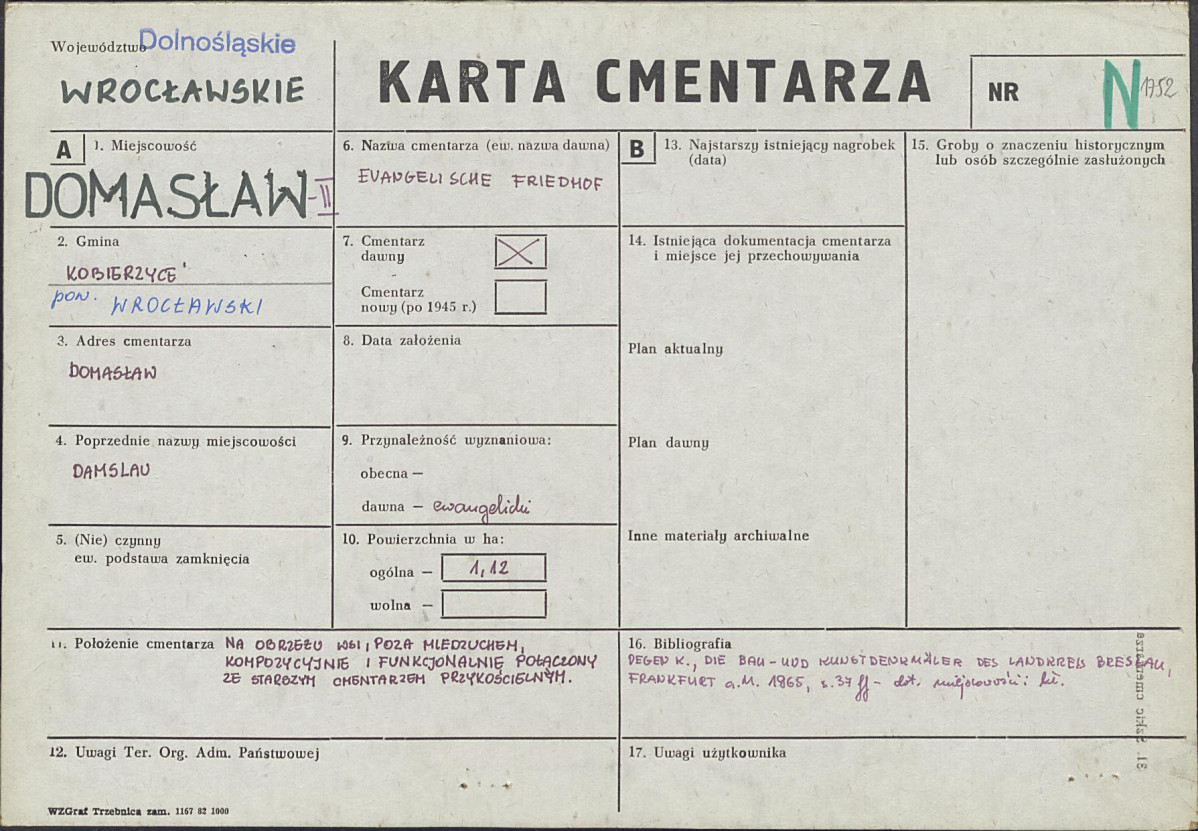 Województwo Dolnośląskie
WROCŁAWSKIE
KARTA CMENTARZA
NR N 1752
A 1. Miejscowość
DOMASŁAW-II
2. Gmina
KOBIERZYCE
pow. WROCŁAWSKI
3. Adres cmentarza
DOMASŁAW
4. Poprzednie nazwy miejscowości
DAMSLAU
5. (Nie) czynny
ew. podstawa zamknięcia
6. Nazwa cmentarza (ew. nazwa dawna)
EVANGELISCHE FRIEDHOF
7. Cmentarz
dawny
Cmentarz
nowy (po 1945 r.)
8. Data założenia
9. Przynależność wyznaniowa:
obecna —
dawna — ewangelicki
10. Powierzchnia w ha:
ogólna — 1,12
wolna —
B 13. Najstarszy istniejący nagrobek
(data)
14. Istniejąca dokumentacja cmentarza
i miejsce jej przechowywania
Plan aktualny
Plan dawny
Inne materiały archiwalne
15. Groby o znaczeniu historycznym
lub osób szczególnie zasłużonych
11. Położenie cmentarza NA OBRZEŻU WSI, POZA MIEDZUCHEM,
KOMPOZYCYJNIE I FUNKCJONALNIE POŁĄCZONY
ZE STARSZYM CMENTARZEM PRZYKOŚCIELNYM.
16. Bibliografia
DEGEN K., DIE BAU- UND KUNSTDENKMÄLER DES LANDKREIS BRESLAU,
FRANKFURT a.M. 1965, s. 37 ff - dot. miejscowości i
12. Uwagi Ter. Org. Adm. Państwowej
17. Uwagi użytkownika
31. Szkic cmentarza
WZGraf Trzebnica zam. 1167 82 1000